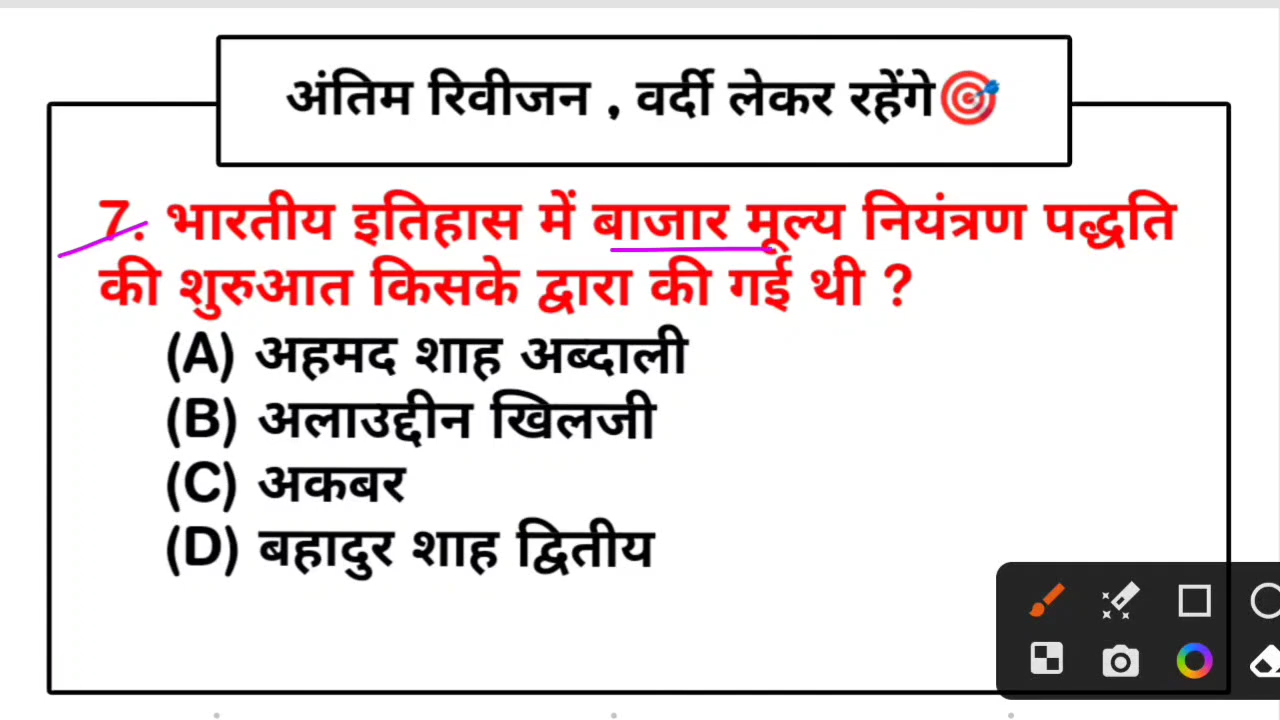 अंतिम रिवीजन , वर्दी लेकर रहेंगे🎯
7. भारतीय इतिहास में बाजार मूल्य नियंत्रण पद्धति
की शुरुआत किसके द्वारा की गई थी ?
(A) अहमद शाह अब्दाली
(B) अलाउद्दीन खिलजी
(C) अकबर
(D) बहादुर शाह द्वितीय